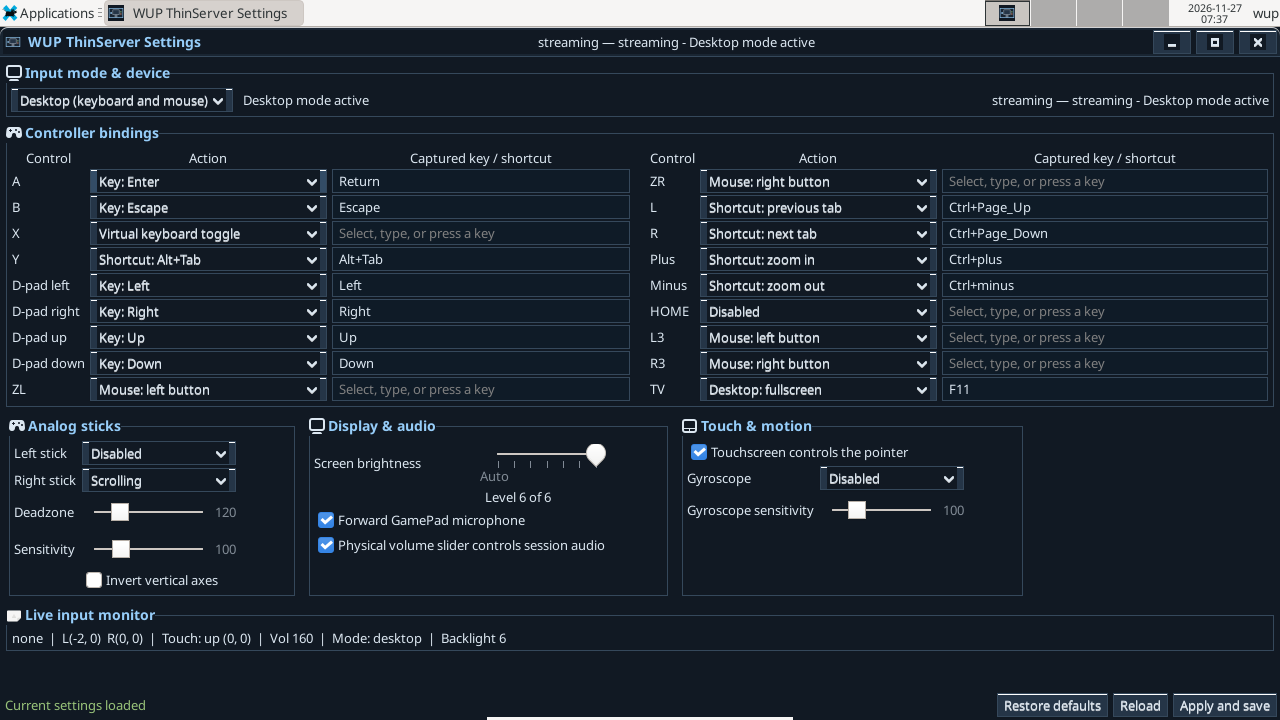 Applications WUP ThinServer Settings 2026-11-27 07:37 wup
WUP ThinServer Settings streaming — streaming - Desktop mode active
Input mode & device
Desktop (keyboard and mouse) Desktop mode active streaming — streaming - Desktop mode active
Controller bindings
Control Action Captured key / shortcut Control Action Captured key / shortcut
A Key: Enter Return ZR Mouse: right button Select, type, or press a key
B Key: Escape Escape L Shortcut: previous tab Ctrl+Page_Up
X Virtual keyboard toggle Select, type, or press a key R Shortcut: next tab Ctrl+Page_Down
Y Shortcut: Alt+Tab Alt+Tab Plus Shortcut: zoom in Ctrl+plus
D-pad left Key: Left Left Minus Shortcut: zoom out Ctrl+minus
D-pad right Key: Right Right HOME Disabled Select, type, or press a key
D-pad up Key: Up Up L3 Mouse: left button Select, type, or press a key
D-pad down Key: Down Down R3 Mouse: right button Select, type, or press a key
ZL Mouse: left button Select, type, or press a key TV Desktop: fullscreen F11
Analog sticks
Left stick Disabled
Right stick Scrolling
Deadzone 120
Sensitivity 100
Invert vertical axes
Display & audio
Screen brightness
Auto
Level 6 of 6
Forward GamePad microphone
Physical volume slider controls session audio
Touch & motion
Touchscreen controls the pointer
Gyroscope Disabled
Gyroscope sensitivity 100
Live input monitor
none | L(-2, 0) R(0, 0) | Touch: up (0, 0) | Vol 160 | Mode: desktop | Backlight 6
Current settings loaded Restore defaults Reload Apply and save